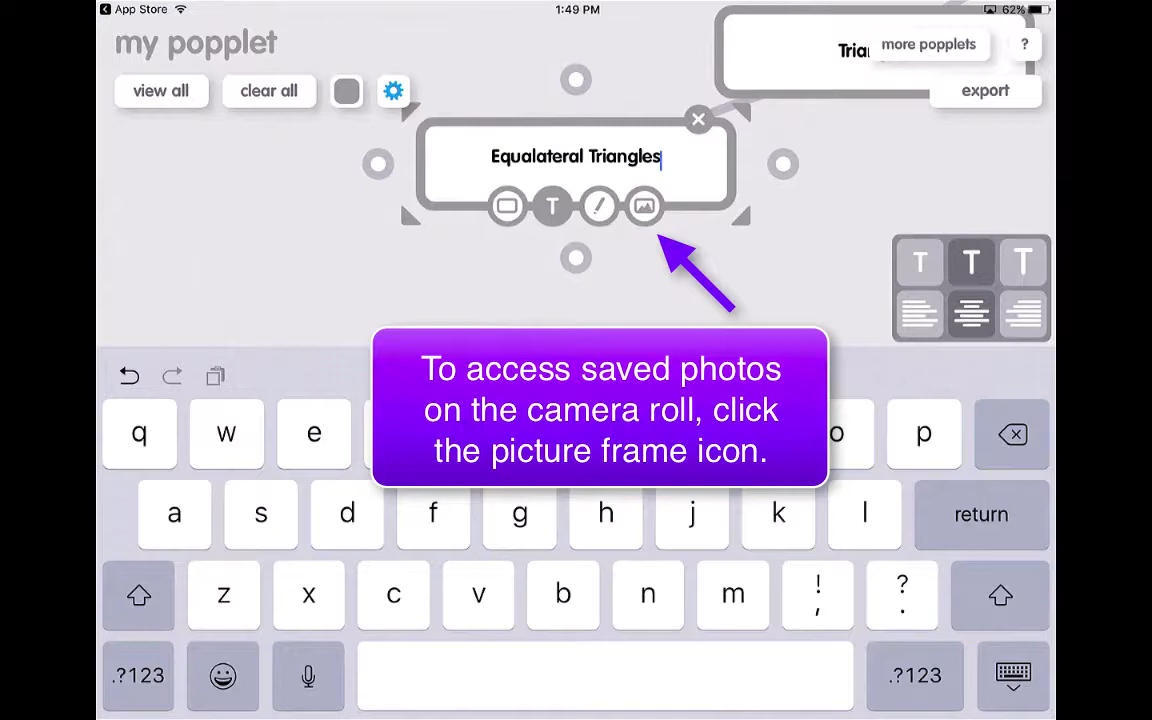 App Store
1:49 PM
62%
my popplet
Trian
more popplets
?
view all
clear all
export
Equalateral Triangles
T
T T T
To access saved photos
on the camera roll, click
the picture frame icon.
q w e o p
a s d f g h j k l return
z x c v b n m ! , ? .
.?123 .?123